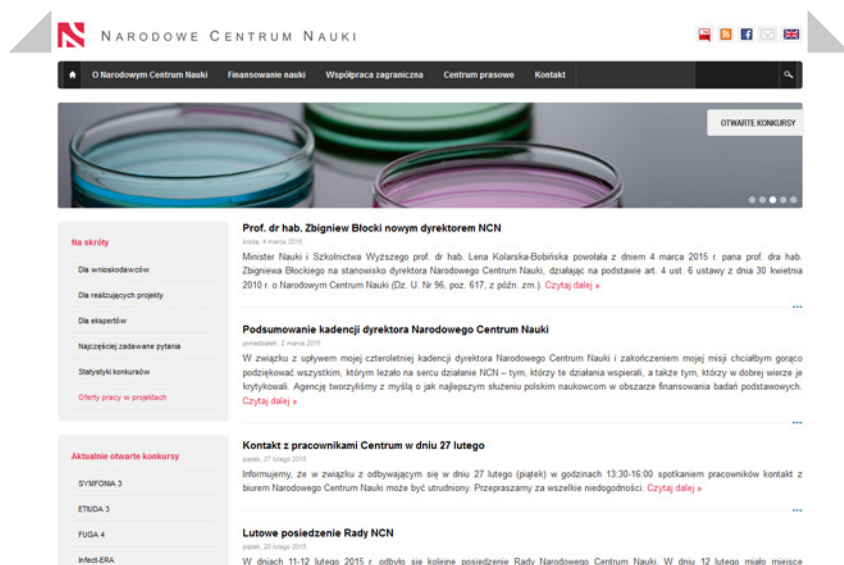 NARODOWE CENTRUM NAUKI
O Narodowym Centrum Nauki Finansowanie nauki Współpraca zagraniczna Centrum prasowe Kontakt
OTWARTE KONKURSY
Na skróty
Dla wnioskodawców
Dla realizujących projekty
Dla ekspertów
Najczęściej zadawane pytania
Statystyki konkursów
Oferty pracy w projektach
Aktualnie otwarte konkursy
SYMFONIA 3
ETIUDA 3
FUGA 4
Infect-ERA
Prof. dr hab. Zbigniew Błocki nowym dyrektorem NCN
środa, 4 marca 2015
Minister Nauki i Szkolnictwa Wyższego prof. dr hab. Lena Kolarska-Bobińska powołała z dniem 4 marca 2015 r. pana prof. dra hab.
Zbigniewa Błockiego na stanowisko dyrektora Narodowego Centrum Nauki, działając na podstawie art. 4 ust. 6 ustawy z dnia 30 kwietnia
2010 r. o Narodowym Centrum Nauki (Dz. U. Nr 96, poz. 617, z późn. zm.). Czytaj dalej »
Podsumowanie kadencji dyrektora Narodowego Centrum Nauki
poniedziałek, 2 marca 2015
W związku z upływem mojej czteroletniej kadencji dyrektora Narodowego Centrum Nauki i zakończeniem mojej misji chciałbym gorąco
podziękować wszystkim, którym leżało na sercu działanie NCN – tym, którzy te działania wspierali, a także tym, którzy w dobrej wierze je
krytykowali. Agencję tworzyliśmy z myślą o jak najlepszym służeniu polskim naukowcom w obszarze finansowania badań podstawowych.
Czytaj dalej »
Kontakt z pracownikami Centrum w dniu 27 lutego
piątek, 27 lutego 2015
Informujemy, że w związku z odbywającym się w dniu 27 lutego (piątek) w godzinach 13:30-16:00 spotkaniem pracowników kontakt z
biurem Narodowego Centrum Nauki może być utrudniony. Przepraszamy za wszelkie niedogodności. Czytaj dalej »
Lutowe posiedzenie Rady NCN
piątek, 20 lutego 2015
W dniach 11-12 lutego 2015 r. odbyło się kolejne posiedzenie Rady Narodowego Centrum Nauki. W dniu 12 lutego miało miejsce